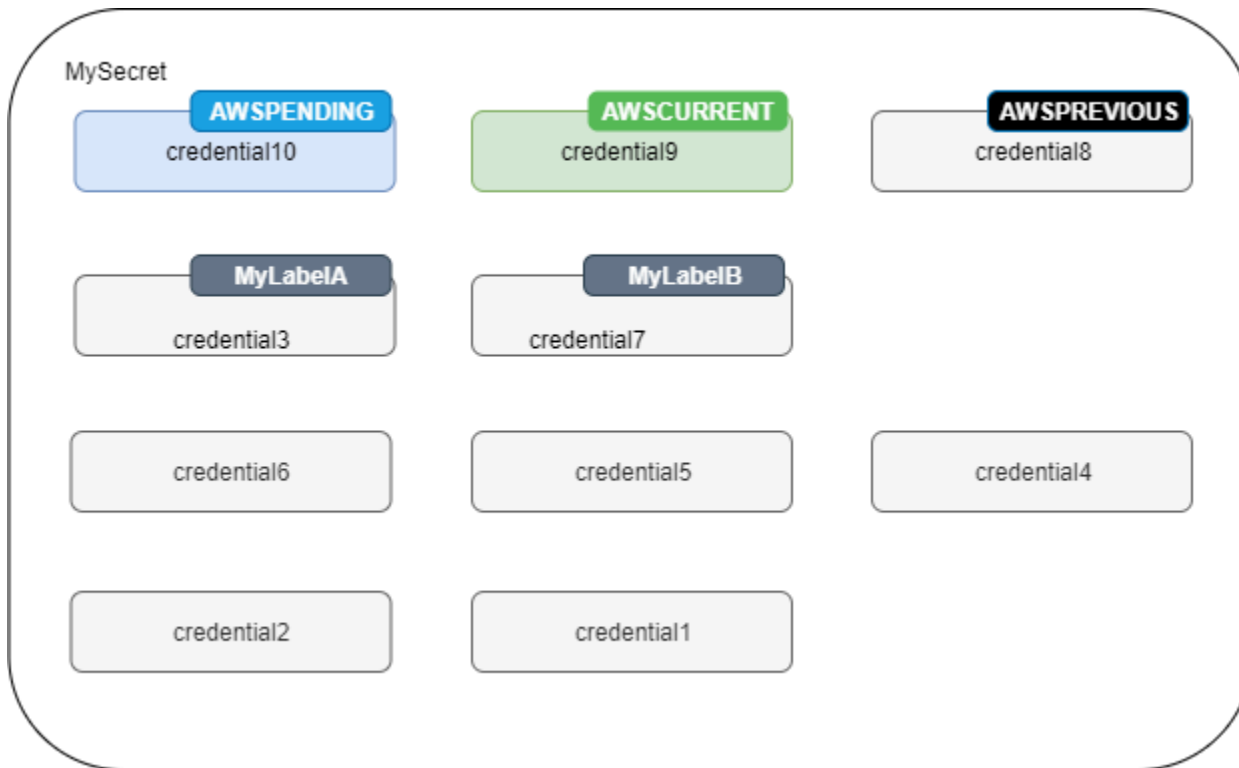 MySecret
AWSPENDING
credential10
AWSCURRENT
credential9
AWSPREVIOUS
credential8
MyLabelA
credential3
MyLabelB
credential7
credential6
credential5
credential4
credential2
credential1